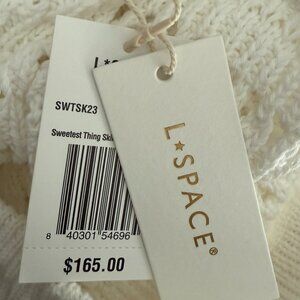 L*S
SWTSK23
Sweetest Thing Ski
8 40301 54696
$165.00
L*SPACE®